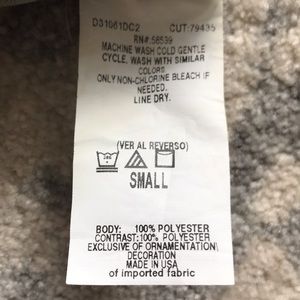 D31061DC2 CUT:79435
RN#:56539
MACHINE WASH COLD GENTLE
CYCLE. WASH WITH SIMILAR
COLORS
ONLY NON-CHLORINE BLEACH IF
NEEDED.
LINE DRY.
(VER AL REVERSO)
SMALL
BODY: 100% POLYESTER
CONTRAST:100% POLYESTER
EXCLUSIVE OF ORNAMENTATION
DECORATION
MADE IN USA
of imported fabric